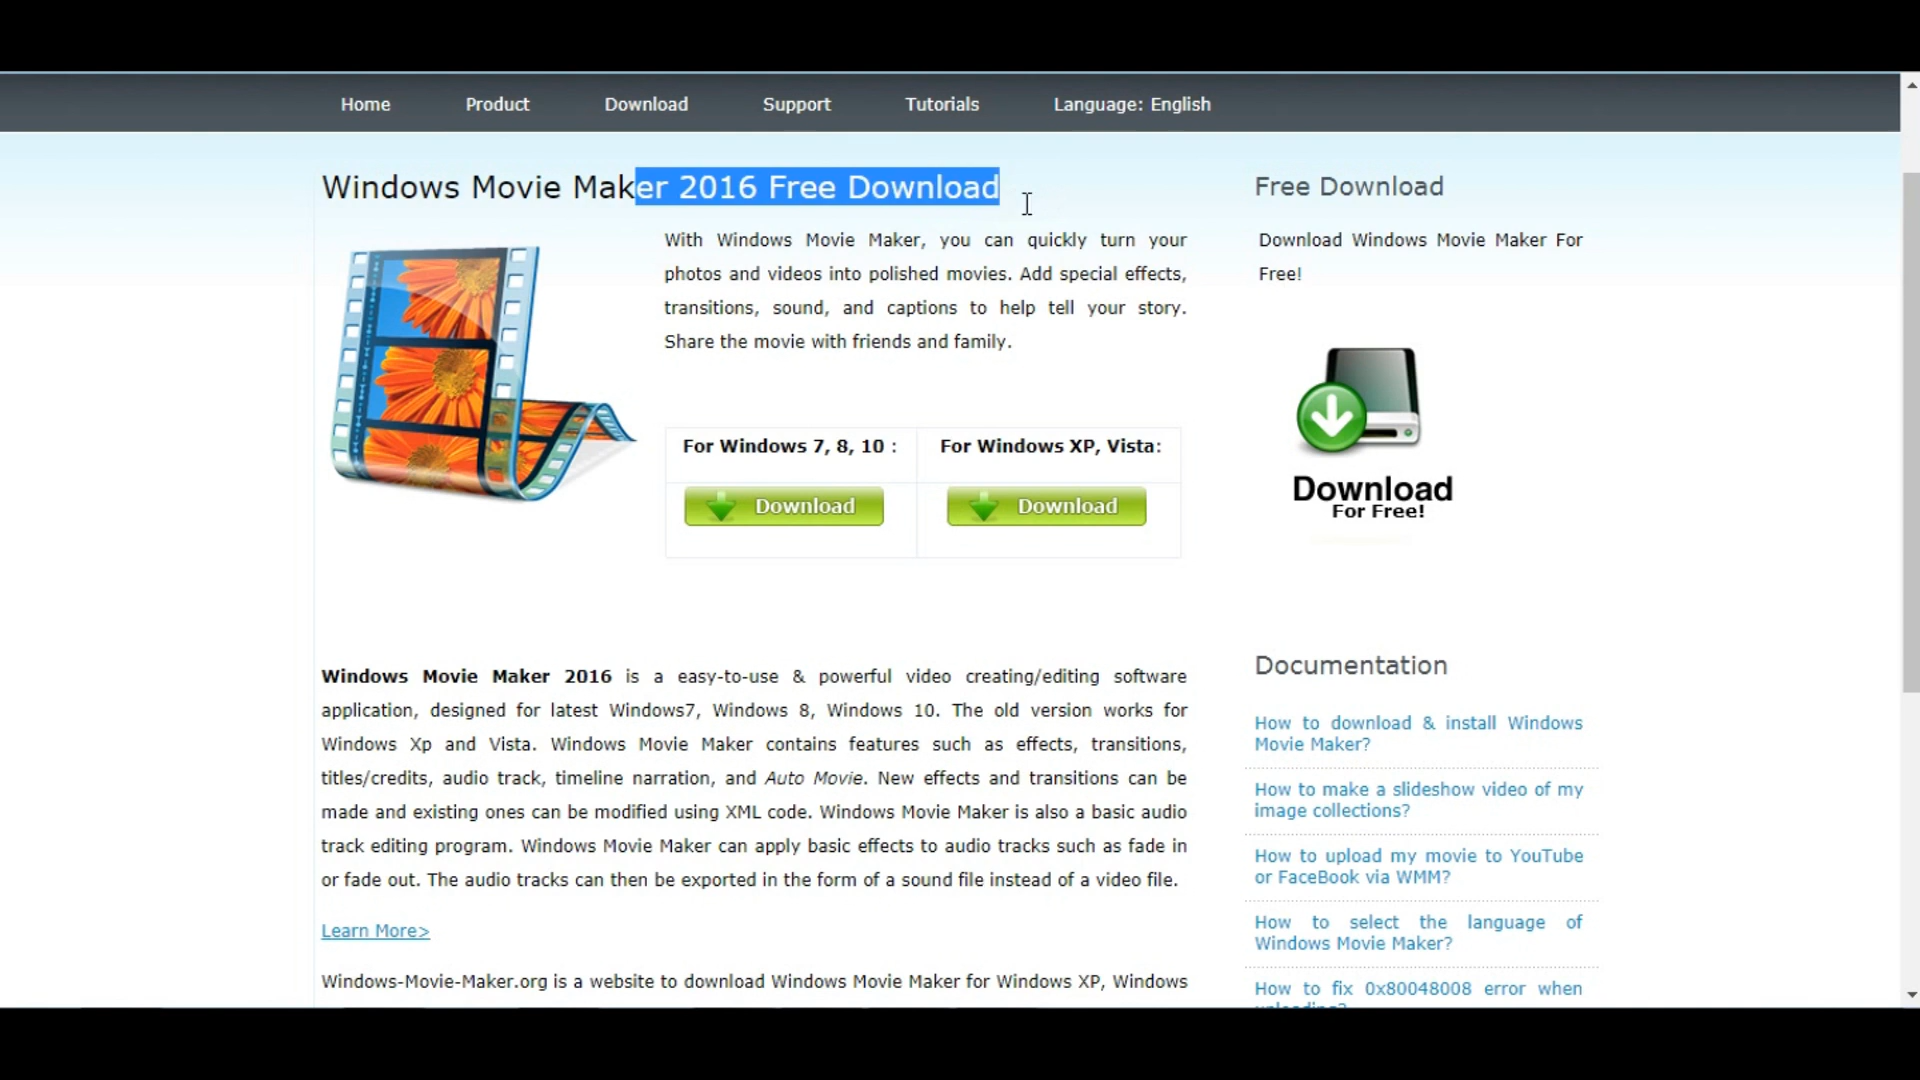 Home Product Download Support Tutorials Language: English
Windows Movie Maker 2016 Free Download
With Windows Movie Maker, you can quickly turn your
photos and videos into polished movies. Add special effects,
transitions, sound, and captions to help tell your story.
Share the movie with friends and family.
For Windows 7, 8, 10 : For Windows XP, Vista:
Download Download
Windows Movie Maker 2016 is a easy-to-use & powerful video creating/editing software
application, designed for latest Windows7, Windows 8, Windows 10. The old version works for
Windows Xp and Vista. Windows Movie Maker contains features such as effects, transitions,
titles/credits, audio track, timeline narration, and Auto Movie. New effects and transitions can be
made and existing ones can be modified using XML code. Windows Movie Maker is also a basic audio
track editing program. Windows Movie Maker can apply basic effects to audio tracks such as fade in
or fade out. The audio tracks can then be exported in the form of a sound file instead of a video file.
Learn More>
Windows-Movie-Maker.org is a website to download Windows Movie Maker for Windows XP, Windows
Free Download
Download Windows Movie Maker For
Free!
Download
For Free!
Documentation
How to download & install Windows
Movie Maker?
How to make a slideshow video of my
image collections?
How to upload my movie to YouTube
or FaceBook via WMM?
How to select the language of
Windows Movie Maker?
How to fix 0x80048008 error when